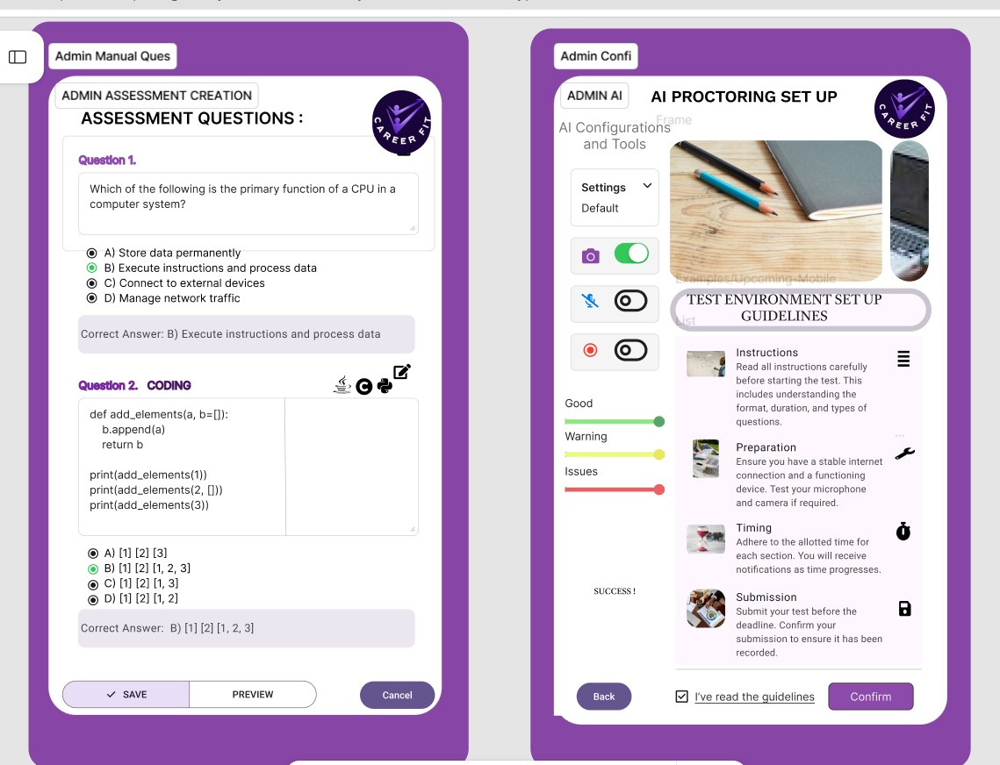 Admin Manual Ques
ADMIN ASSESSMENT CREATION
ASSESSMENT QUESTIONS :
CAREER FIT
Question 1.
Which of the following is the primary function of a CPU in a
computer system?
A) Store data permanently
B) Execute instructions and process data
C) Connect to external devices
D) Manage network traffic
Correct Answer: B) Execute instructions and process data
Question 2. CODING
def add_elements(a, b=[]):
b.append(a)
return b
print(add_elements(1))
print(add_elements(2, []))
print(add_elements(3))
A) [1] [2] [3]
B) [1] [2] [1, 2, 3]
C) [1] [2] [1, 3]
D) [1] [2] [1, 2]
Correct Answer: B) [1] [2] [1, 2, 3]
SAVE
PREVIEW
Cancel
Admin Confi
ADMIN AI
AI PROCTORING SET UP
CAREER FIT
Frame
AI Configurations
and Tools
Settings
Default
Good
Warning
Issues
SUCCESS !
Back
Examples/Upcoming-Mobile
List
TEST ENVIRONMENT SET UP
GUIDELINES
Instructions
Read all instructions carefully
before starting the test. This
includes understanding the
format, duration, and types of
questions.
Preparation
Ensure you have a stable internet
connection and a functioning
device. Test your microphone
and camera if required.
Timing
Adhere to the allotted time for
each section. You will receive
notifications as time progresses.
Submission
Submit your test before the
deadline. Confirm your
submission to ensure it has been
recorded.
I've read the guidelines
Confirm